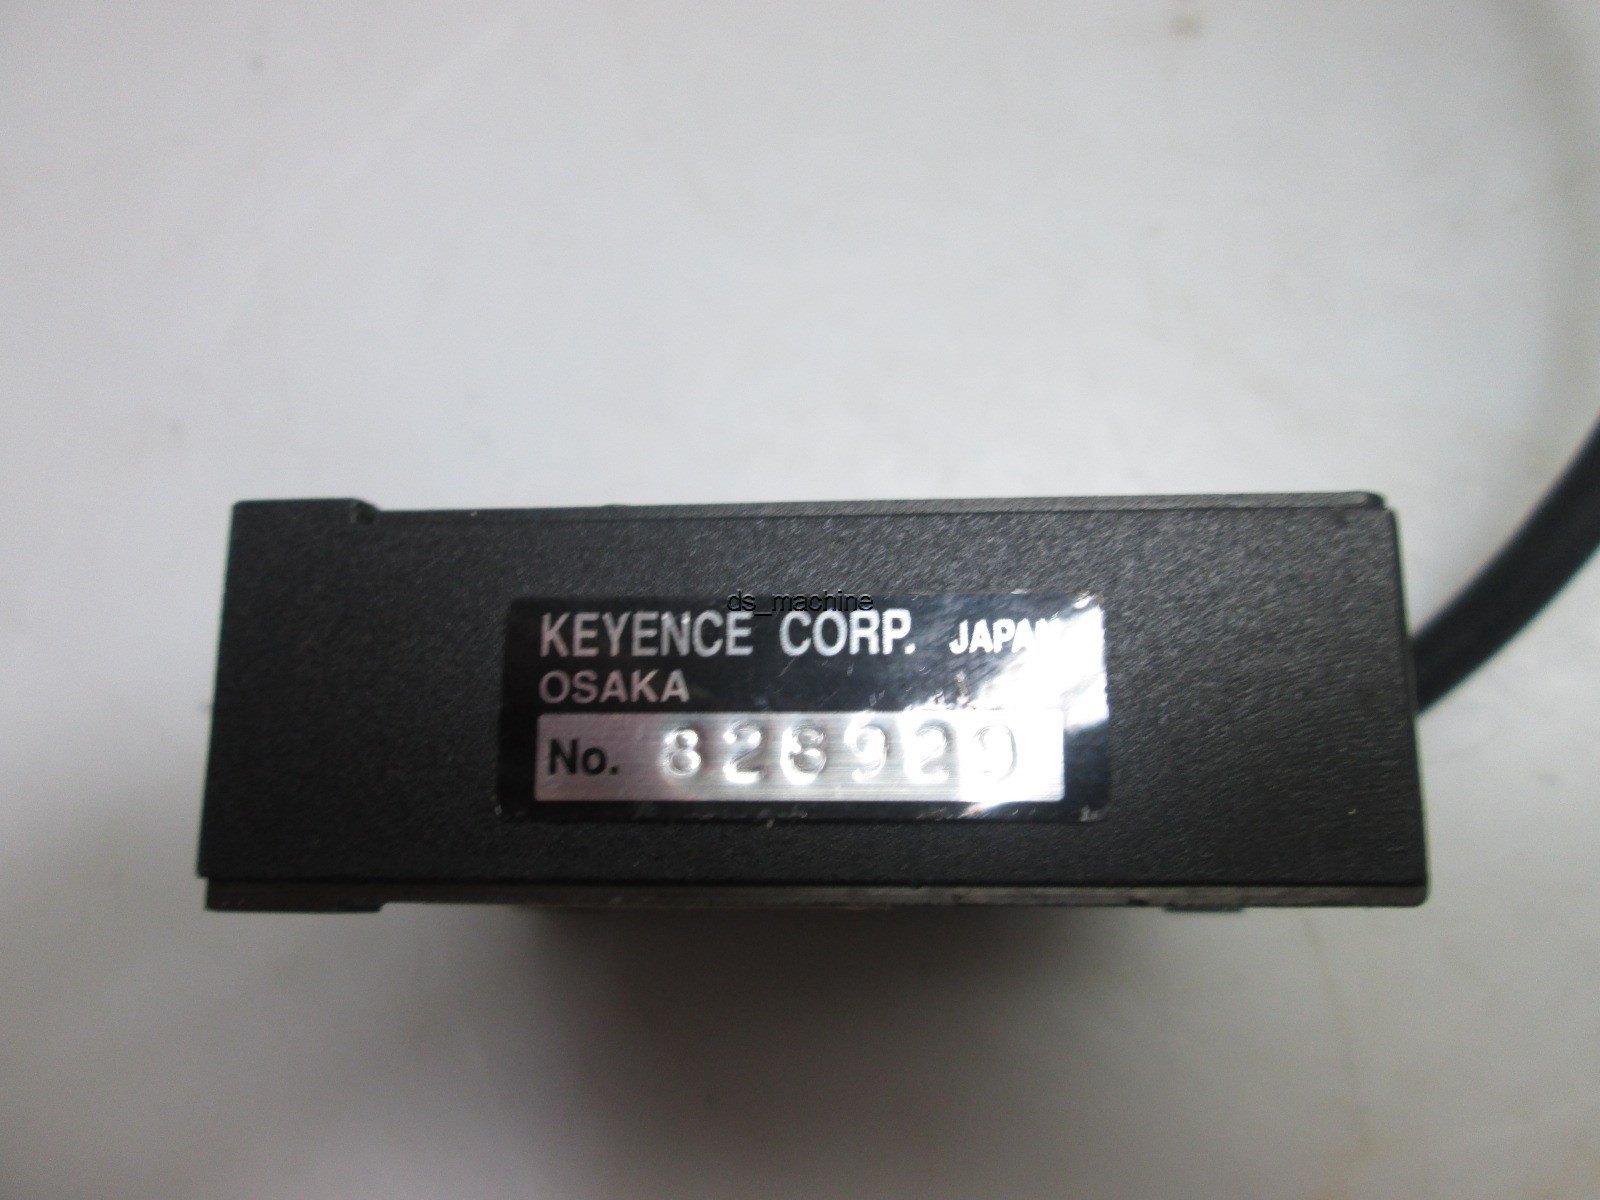 ds_machine
KEYENCE CORP. JAPAN
OSAKA
No. 828929